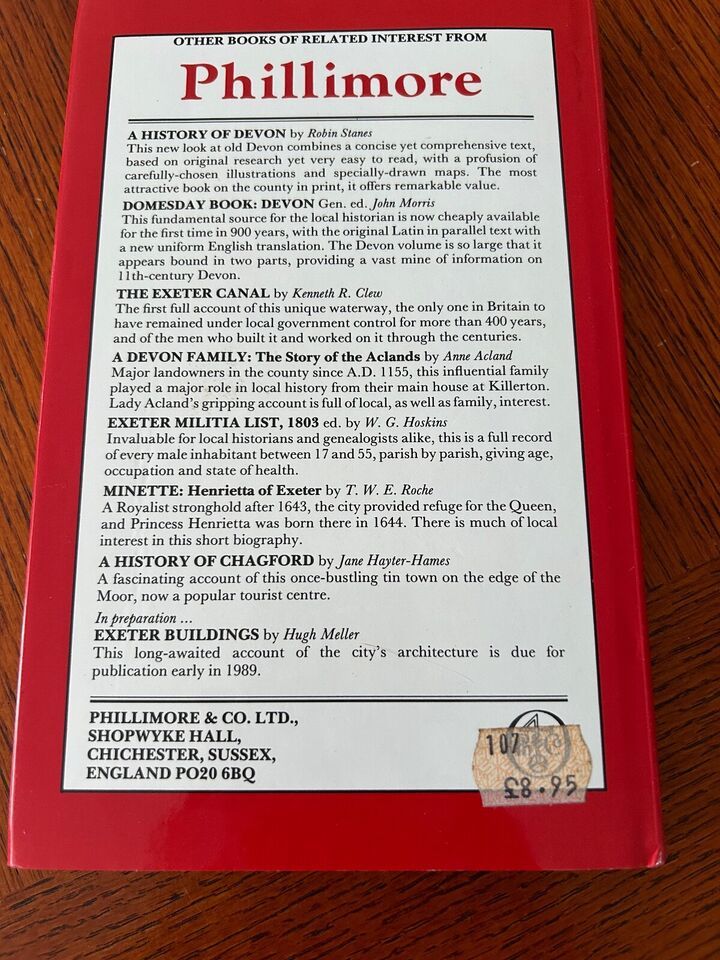 OTHER BOOKS OF RELATED INTEREST FROM
Phillimore
A HISTORY OF DEVON by Robin Stanes
This new look at old Devon combines a concise yet comprehensive text,
based on original research yet very easy to read, with a profusion of
carefully-chosen illustrations and specially-drawn maps. The most
attractive book on the county in print, it offers remarkable value.
DOMESDAY BOOK: DEVON Gen. ed. John Morris
This fundamental source for the local historian is now cheaply available
for the first time in 900 years, with the original Latin in parallel text with
a new uniform English translation. The Devon volume is so large that it
appears bound in two parts, providing a vast mine of information on
11th-century Devon.
THE EXETER CANAL by Kenneth R. Clew
The first full account of this unique waterway, the only one in Britain to
have remained under local government control for more than 400 years,
and of the men who built it and worked on it through the centuries.
A DEVON FAMILY: The Story of the Aclands by Anne Acland
Major landowners in the county since A.D. 1155, this influential family
played a major role in local history from their main house at Killerton.
Lady Acland's gripping account is full of local, as well as family, interest.
EXETER MILITIA LIST, 1803 ed. by W. G. Hoskins
Invaluable for local historians and genealogists alike, this is a full record
of every male inhabitant between 17 and 55, parish by parish, giving age,
occupation and state of health.
MINETTE: Henrietta of Exeter by T. W. E. Roche
A Royalist stronghold after 1643, the city provided refuge for the Queen,
and Princess Henrietta was born there in 1644. There is much of local
interest in this short biography.
A HISTORY OF CHAGFORD by Jane Hayter-Hames
A fascinating account of this once-bustling tin town on the edge of the
Moor, now a popular tourist centre.
In preparation ...
EXETER BUILDINGS by Hugh Meller
This long-awaited account of the city's architecture is due for
publication early in 1989.
PHILLIMORE & CO. LTD.,
SHOPWYKE HALL,
CHICHESTER, SUSSEX,
ENGLAND PO20 6BQ
107
£8.95